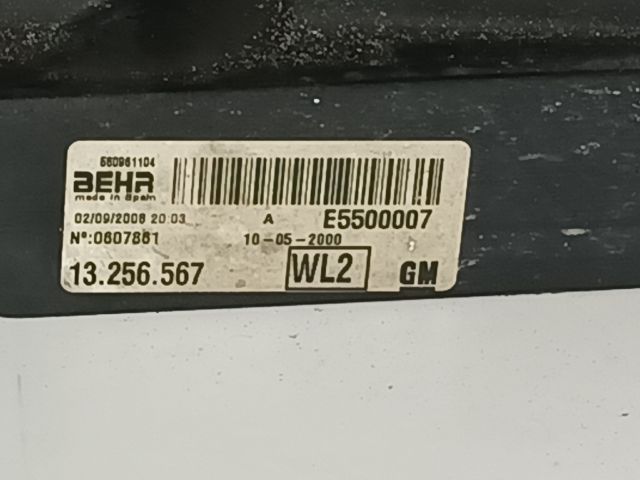 560961104
BEHR
made in Spain
02/09/2006 20:03 A E5500007
Nº:0607861 10-05-2000
13.256.567 WL2 GM